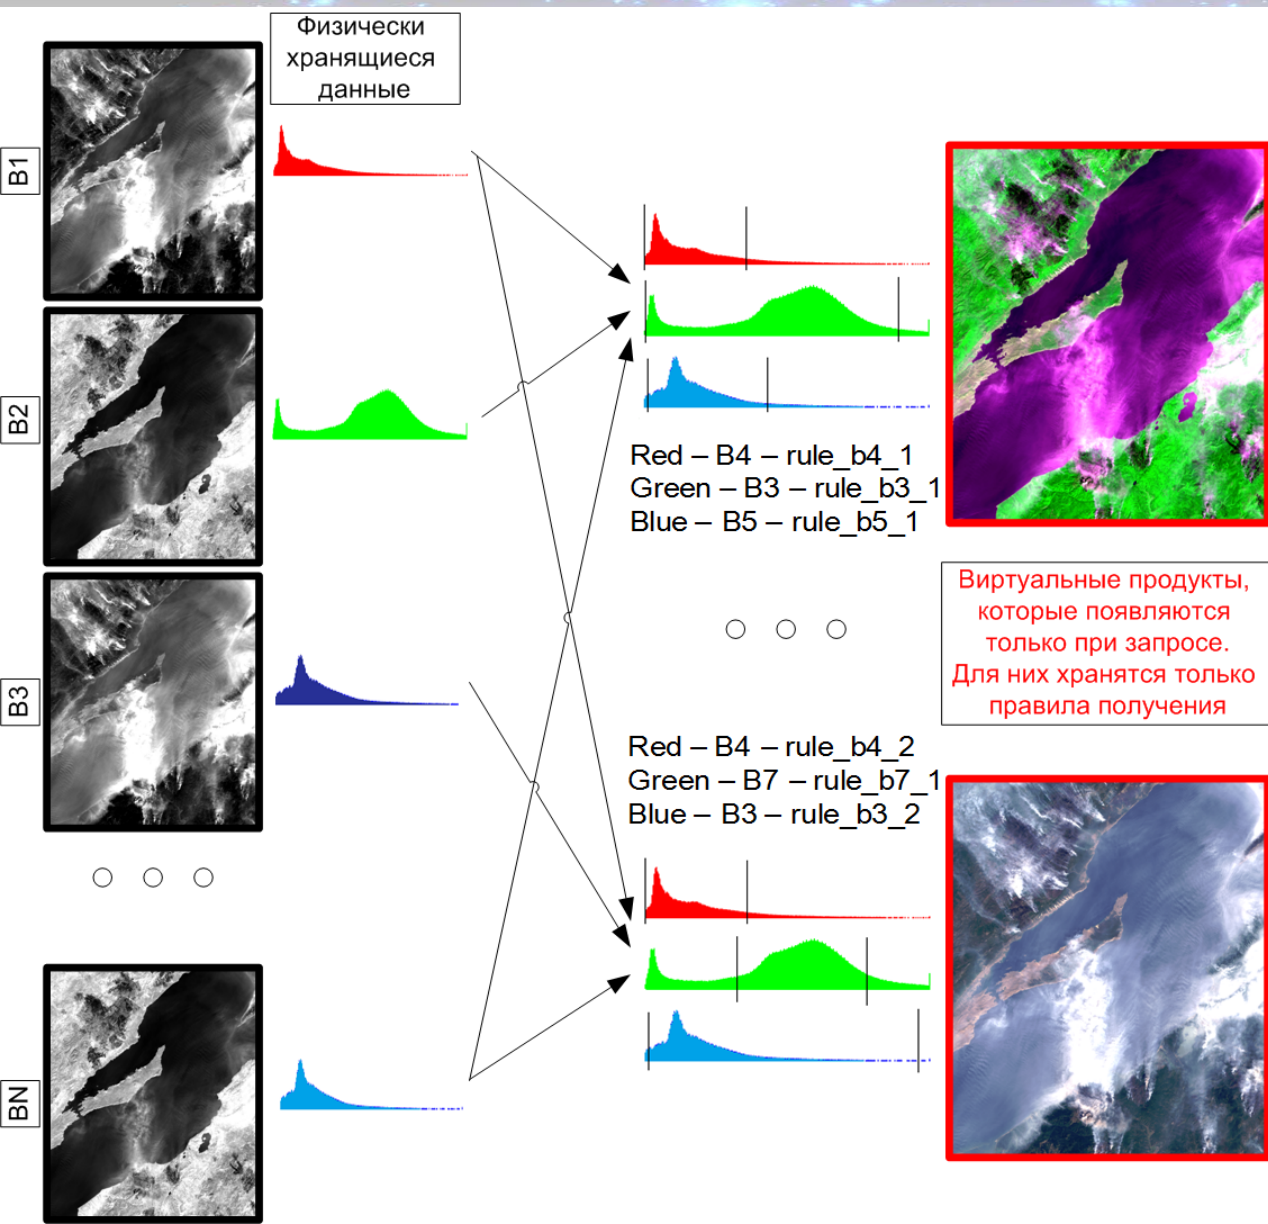 Физически
хранящиеся
данные
B1
B2
B3
BN
Red – B4 – rule_b4_1
Green – B3 – rule_b3_1
Blue – B5 – rule_b5_1
Виртуальные продукты,
которые появляются
только при запросе.
Для них хранятся только
правила получения
Red – B4 – rule_b4_2
Green – B7 – rule_b7_1
Blue – B3 – rule_b3_2